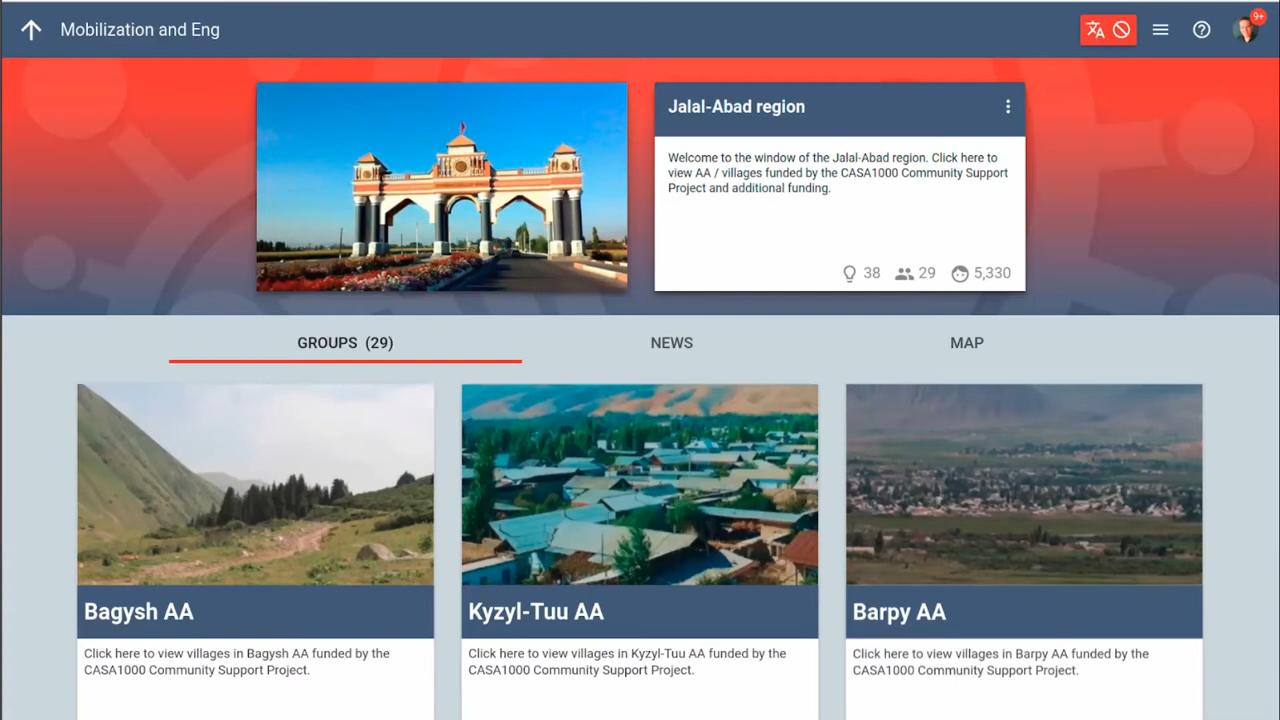 Mobilization and Eng
9+
Jalal-Abad region
Welcome to the window of the Jalal-Abad region. Click here to
view AA / villages funded by the CASA1000 Community Support
Project and additional funding.
38 29 5,330
GROUPS (29) NEWS MAP
Bagysh AA
Click here to view villages in Bagysh AA funded by the
CASA1000 Community Support Project.
Kyzyl-Tuu AA
Click here to view villages in Kyzyl-Tuu AA funded by the
CASA1000 Community Support Project.
Barpy AA
Click here to view villages in Barpy AA funded by the
CASA1000 Community Support Project.